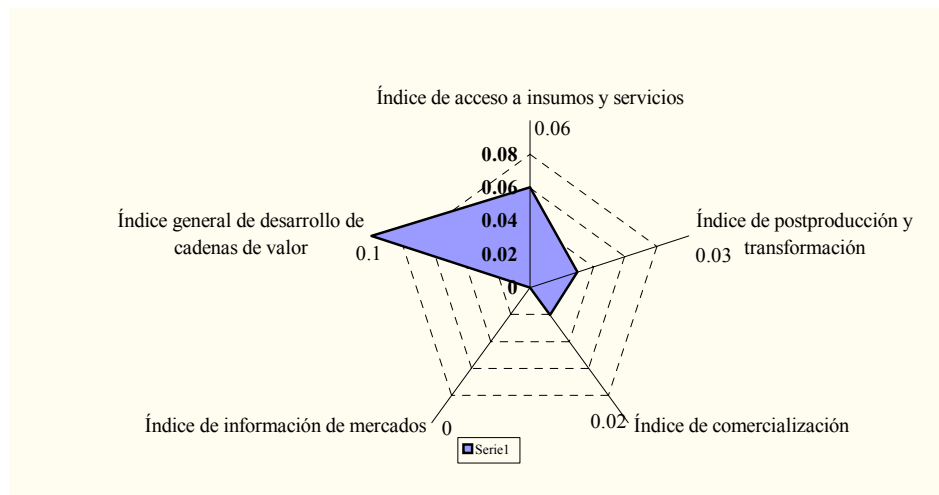 Índice de acceso a insumos y servicios
0.06
0.08
0.06
0.04
0.02
0
Índice general de desarrollo de
cadenas de valor
0.1
Índice de postproducción y
transformación
0.03
Índice de información de mercados
0
0.02
Índice de comercialización
Serie1